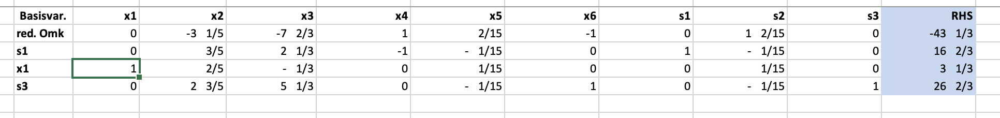 Basisvar. x1 x2 x3 x4 x5 x6 s1 s2 s3 RHS
red. Omk 0 -3 1/5 -7 2/3 1 2/15 -1 0 1 2/15 0 -43 1/3
s1 0 3/5 2 1/3 -1 - 1/15 0 1 - 1/15 0 16 2/3
x1 1 2/5 - 1/3 0 1/15 0 0 1/15 0 3 1/3
s3 0 2 3/5 5 1/3 0 - 1/15 1 0 - 1/15 1 26 2/3